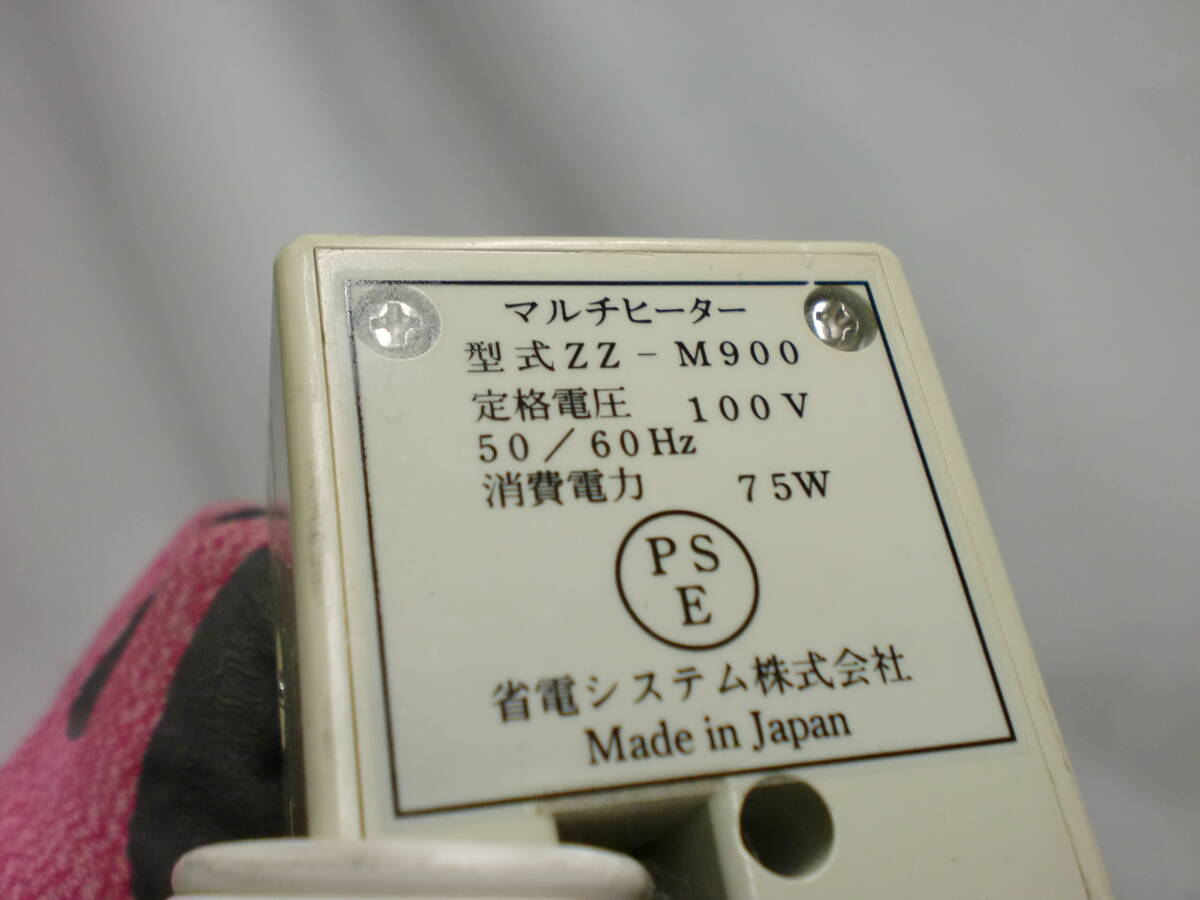 マルチヒーター
型式ZZ-M900
定格電圧 100V
50/60Hz
消費電力 75W
PS
E
省電システム株式会社
Made in Japan